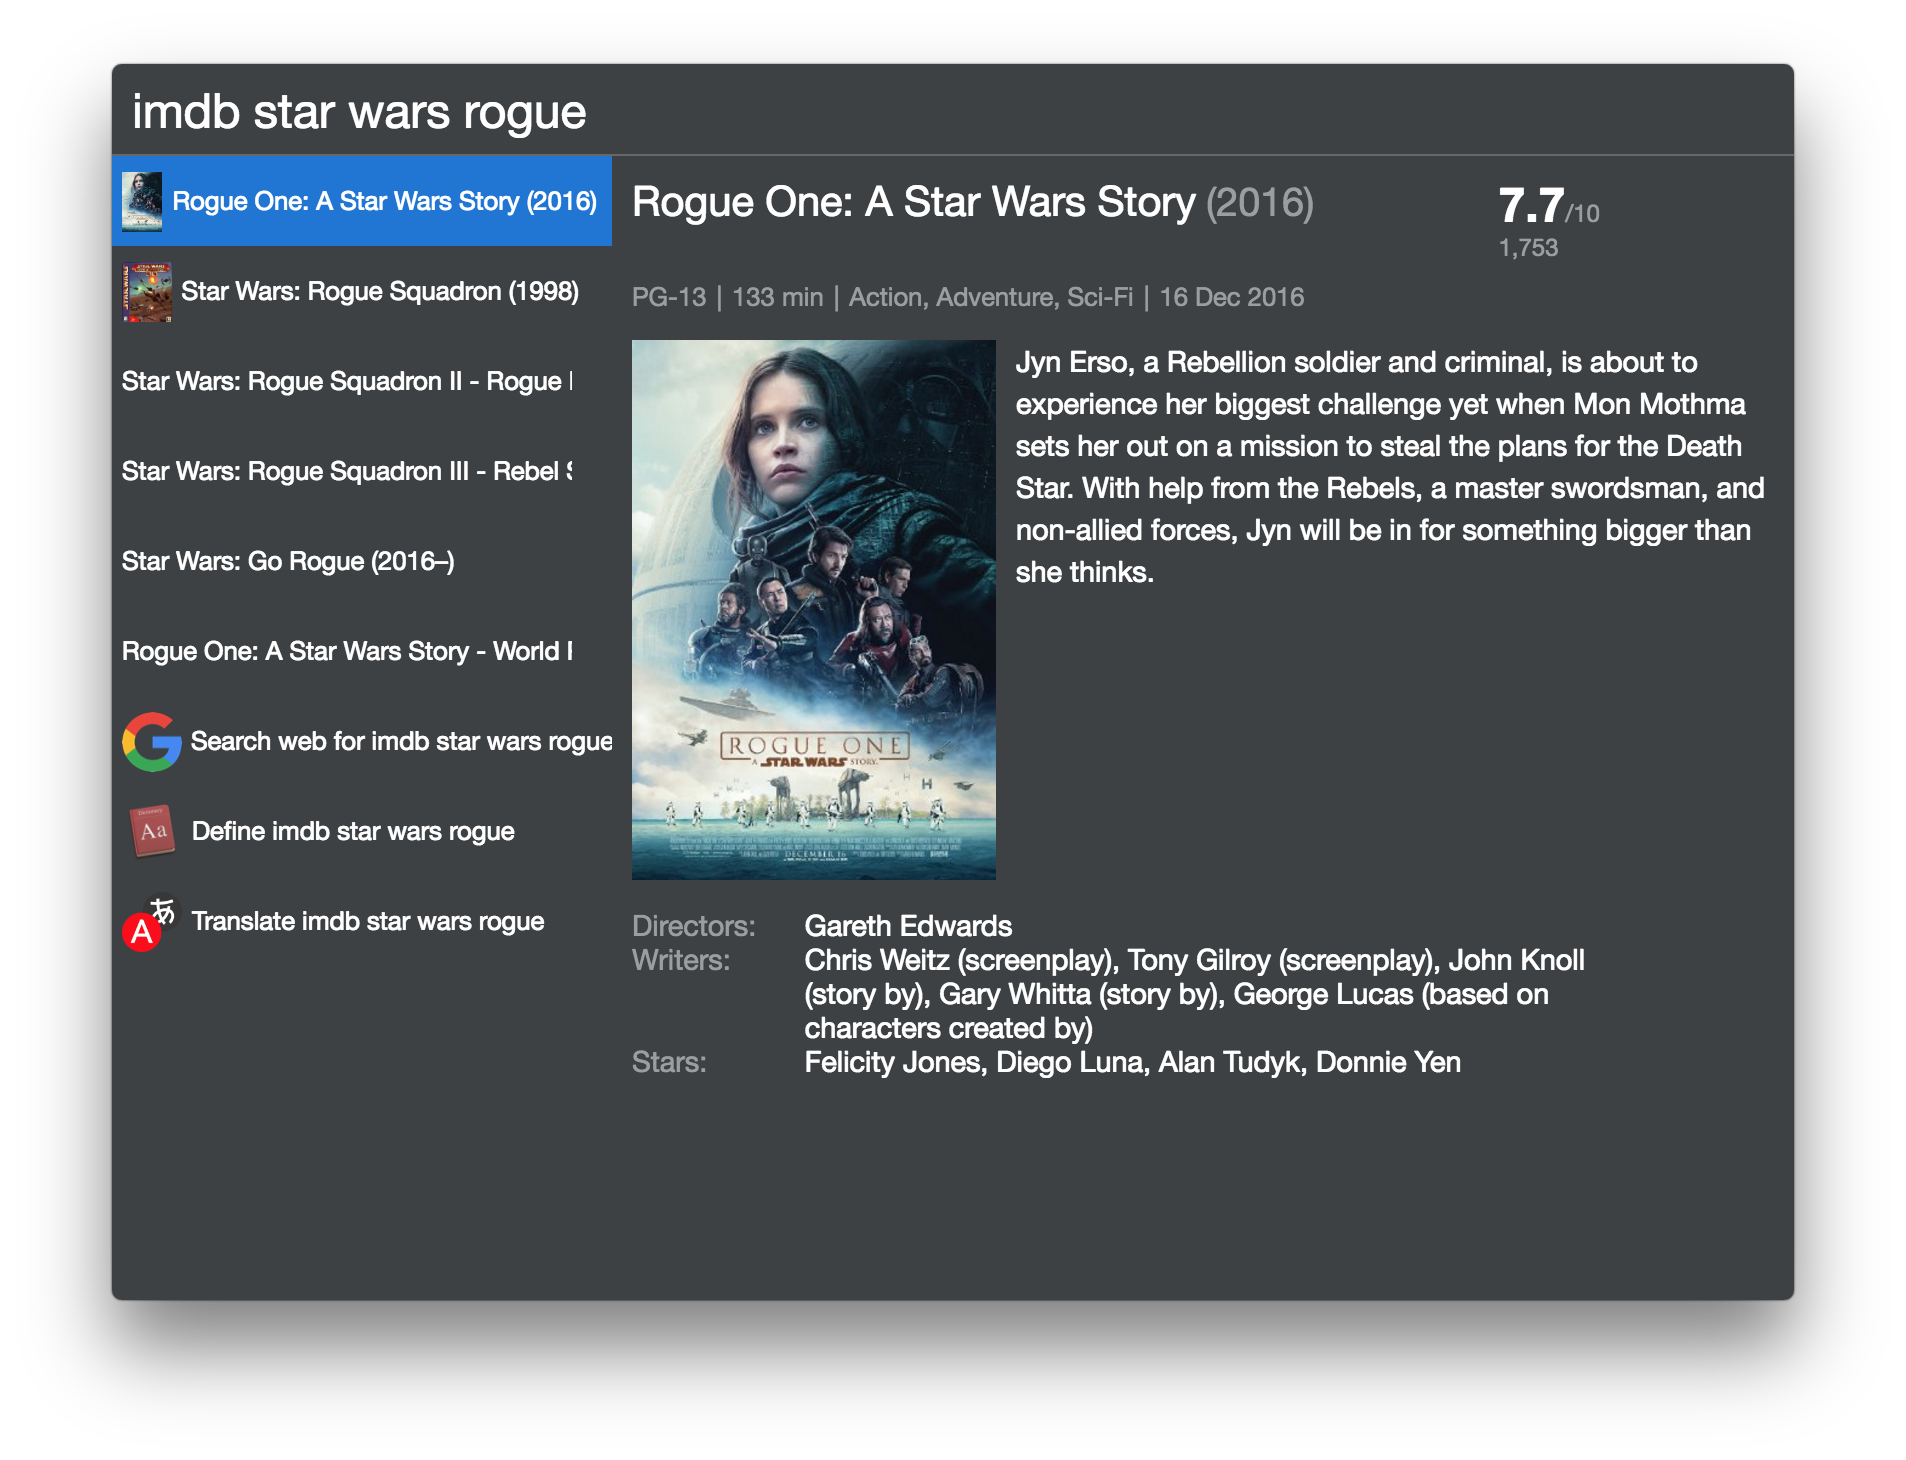 imdb star wars rogue
Rogue One: A Star Wars Story (2016)
Star Wars: Rogue Squadron (1998)
Star Wars: Rogue Squadron II - Rogue
Star Wars: Rogue Squadron III - Rebel
Star Wars: Go Rogue (2016–)
Rogue One: A Star Wars Story - World
Search web for imdb star wars rogue
Dictionary
Aa
Define imdb star wars rogue
あ
A
Translate imdb star wars rogue
Rogue One: A Star Wars Story (2016)
7.7/10
1,753
PG-13 | 133 min | Action, Adventure, Sci-Fi | 16 Dec 2016
ROGUE ONE
A STAR WARS STORY
DECEMBER 16
Jyn Erso, a Rebellion soldier and criminal, is about to
experience her biggest challenge yet when Mon Mothma
sets her out on a mission to steal the plans for the Death
Star. With help from the Rebels, a master swordsman, and
non-allied forces, Jyn will be in for something bigger than
she thinks.
Directors: Gareth Edwards
Writers: Chris Weitz (screenplay), Tony Gilroy (screenplay), John Knoll
(story by), Gary Whitta (story by), George Lucas (based on
characters created by)
Stars: Felicity Jones, Diego Luna, Alan Tudyk, Donnie Yen